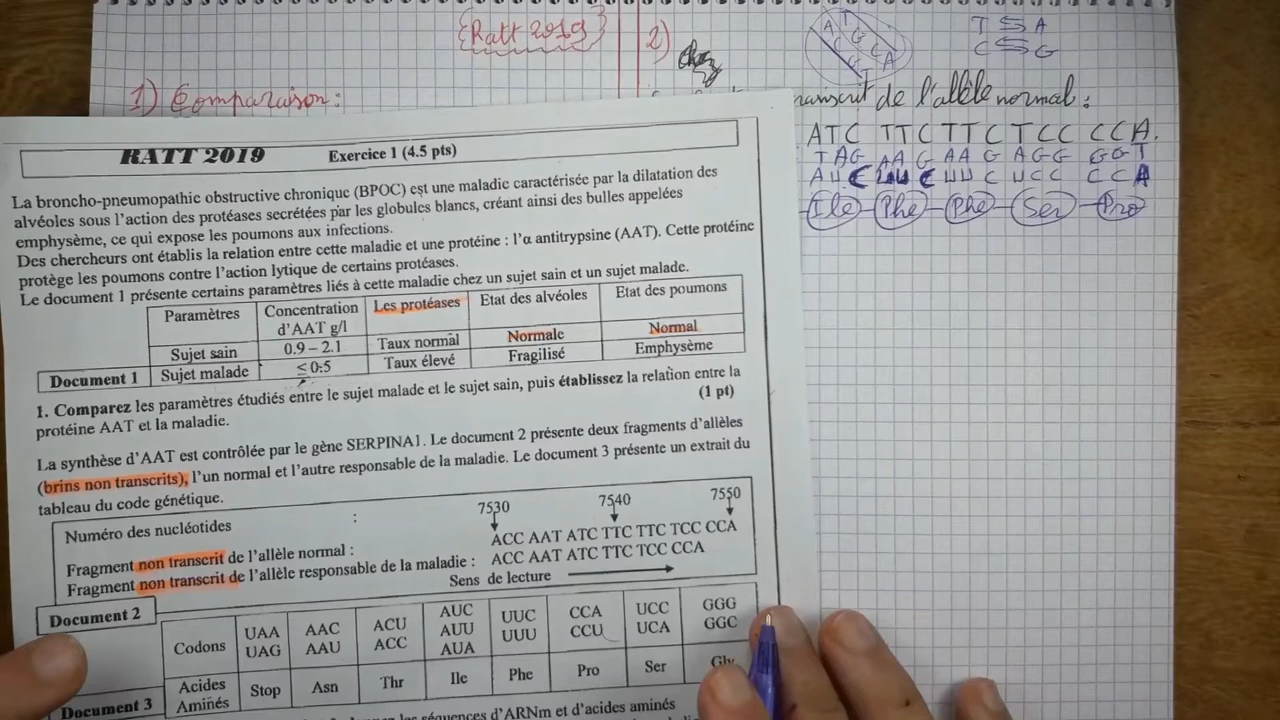 {Ratt 2019}
2)
A C G T
T G C A
T ⇆ A
C ⇆ G
1) Comparaison :
transcrit de l'allèle normal :
ATC TTC TTC TCC CCA.
TAG AAG AAG AGG GGT
AUC UUC UUC UCC CCA
Ile - Phe - Phe - Ser - Pro
RATT 2019 Exercice 1 (4.5 pts)
La broncho-pneumopathie obstructive chronique (BPOC) est une maladie caractérisée par la dilatation des
alvéoles sous l'action des protéases secrétées par les globules blancs, créant ainsi des bulles appelées
emphysème, ce qui expose les poumons aux infections.
Des chercheurs ont établis la relation entre cette maladie et une protéine : l'α antitrypsine (AAT). Cette protéine
protège les poumons contre l'action lytique de certains protéases.
Le document 1 présente certains paramètres liés à cette maladie chez un sujet sain et un sujet malade.
Paramètres Concentration d'AAT g/l Les protéases Etat des alvéoles Etat des poumons
Sujet sain 0.9 – 2.1 Taux normal Normale Normal
Document 1 Sujet malade ≤ 0.5 Taux élevé Fragilisé Emphysème
1. Comparez les paramètres étudiés entre le sujet malade et le sujet sain, puis établissez la relation entre la
protéine AAT et la maladie. (1 pt)
La synthèse d'AAT est contrôlée par le gène SERPINA1. Le document 2 présente deux fragments d'allèles
(brins non transcrits), l'un normal et l'autre responsable de la maladie. Le document 3 présente un extrait du
tableau du code génétique.
Numéro des nucléotides : 7530 7540 7550
Fragment non transcrit de l'allèle normal : ACC AAT ATC TTC TTC TCC CCA
Fragment non transcrit de l'allèle responsable de la maladie : ACC AAT ATC TTC TCC CCA
Sens de lecture
Document 2
Codons UAA UAG AAC AAU ACU ACC AUC AUU AUA UUC UUU CCA CCU UCC UCA GGG GGC
Acides Aminés Stop Asn Thr Ile Phe Pro Ser Gly
Document 3
les séquences d'ARNm et d'acides aminés